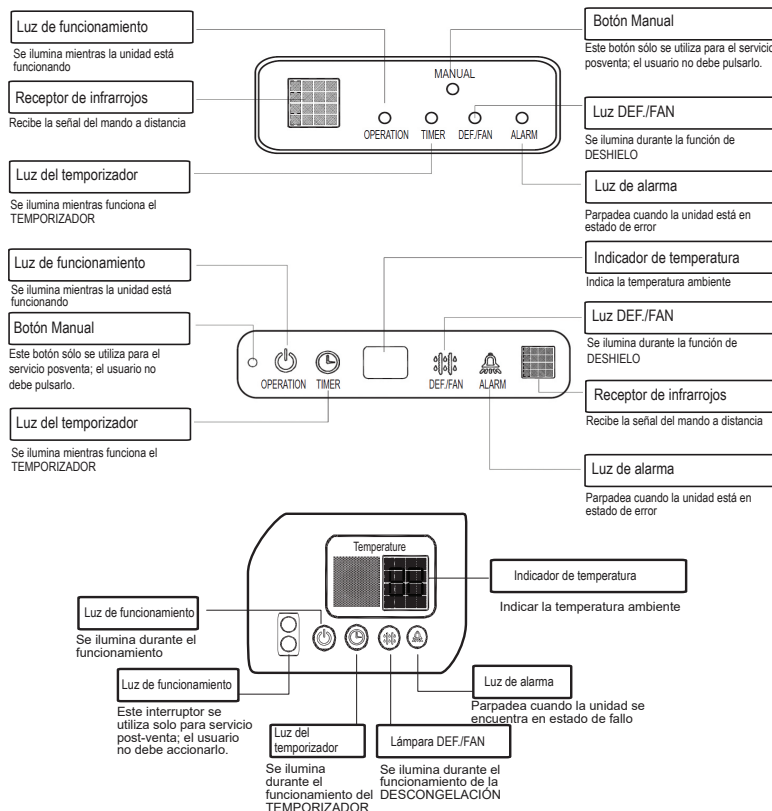 Luz de funcionamiento
Se ilumina mientras la unidad está
funcionando
Receptor de infrarrojos
Recibe la señal del mando a distancia
Luz del temporizador
Se ilumina mientras funciona el
TEMPORIZADOR
MANUAL
OPERATION TIMER DEF./FAN ALARM
Botón Manual
Este botón sólo se utiliza para el servicio
posventa; el usuario no debe pulsarlo.
Luz DEF./FAN
Se ilumina durante la función de
DESHIELO
Luz de alarma
Parpadea cuando la unidad está en
estado de error
Luz de funcionamiento
Se ilumina mientras la unidad está
funcionando
Botón Manual
Este botón sólo se utiliza para el
servicio posventa; el usuario no
debe pulsarlo.
Luz del temporizador
Se ilumina mientras funciona el
TEMPORIZADOR
OPERATION TIMER DEF./FAN ALARM
Indicador de temperatura
Indica la temperatura ambiente
Luz DEF./FAN
Se ilumina durante la función de
DESHIELO
Receptor de infrarrojos
Recibe la señal del mando a distancia
Luz de alarma
Parpadea cuando la unidad está en
estado de error
Temperature
Indicador de temperatura
Indicar la temperatura ambiente
Luz de funcionamiento
Se ilumina durante el
funcionamiento
Luz de funcionamiento
Este interruptor se
utiliza solo para servicio
post-venta; el usuario
no debe accionarlo.
Luz del
temporizador
Se ilumina
durante el
funcionamiento del
TEMPORIZADOR
Lámpara DEF./FAN
Se ilumina durante el
funcionamiento de la
DESCONGELACIÓN
Luz de alarma
Parpadea cuando la unidad se
encuentra en estado de fallo